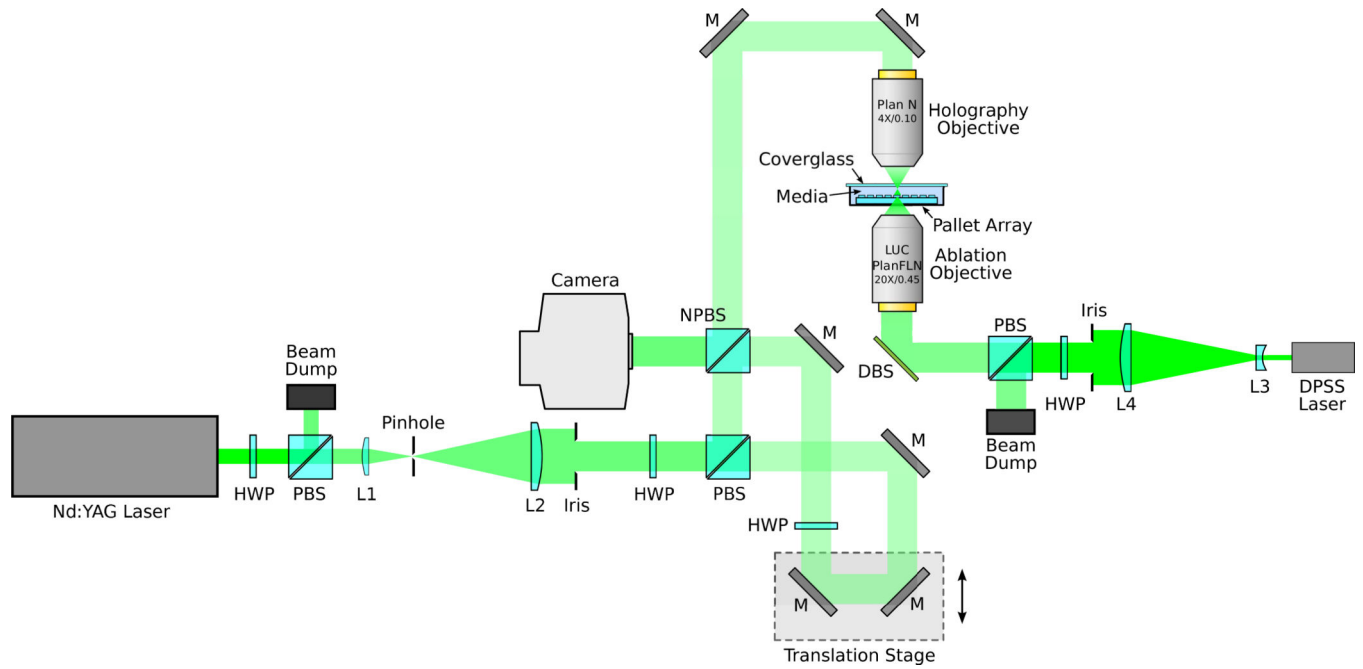 M
M
Plan N
4X/0.10
Holography
Objective
Coverglass
Media
Pallet Array
LUC
PlanFLN
20X/0.45
Ablation
Objective
Camera
NPBS
M
DBS
PBS
Iris
HWP
L4
L3
DPSS
Laser
Beam
Dump
Beam
Dump
Pinhole
Nd:YAG Laser
HWP
PBS
L1
L2
Iris
HWP
PBS
M
HWP
M
M
Translation Stage